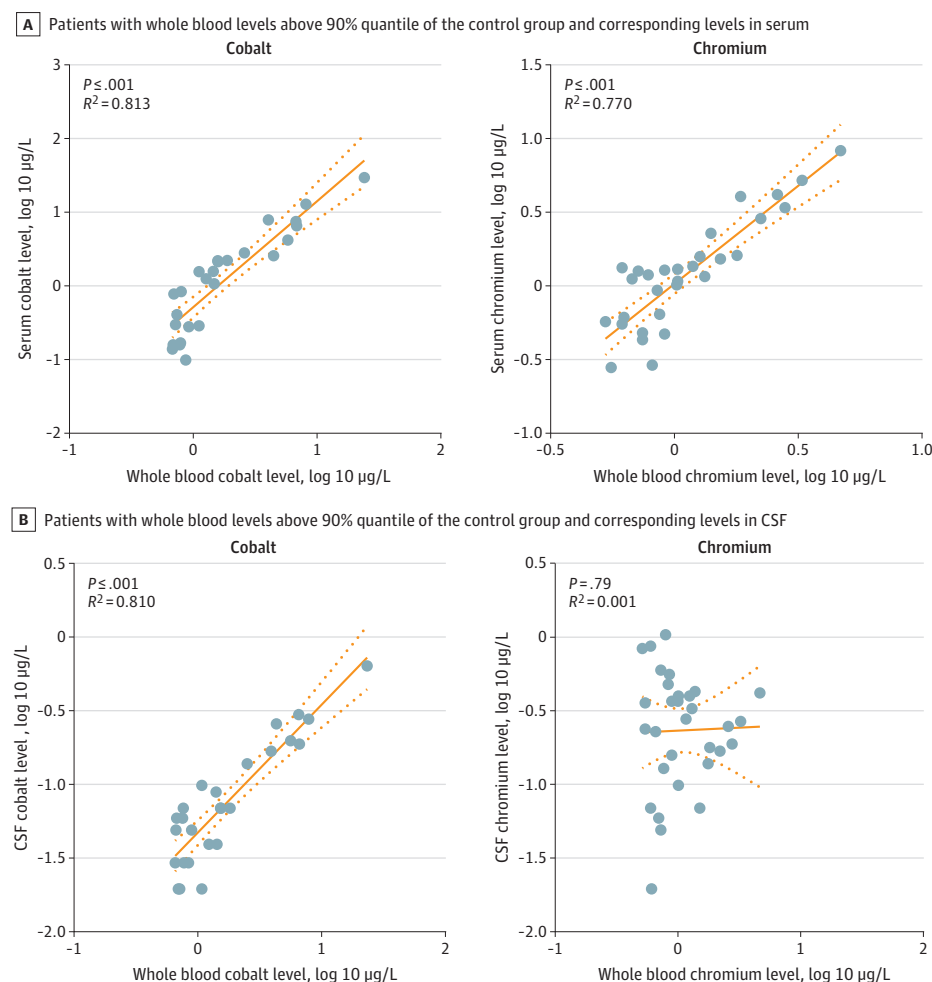 A Patients with whole blood levels above 90% quantile of the control group and corresponding levels in serum
Cobalt
P ≤ .001
R² = 0.813
3
2
1
0
-1
-2
Serum cobalt level, log 10 µg/L
-1
0
1
2
Whole blood cobalt level, log 10 µg/L
Chromium
P ≤ .001
R² = 0.770
1.5
1.0
0.5
0
-0.5
-1.0
Serum chromium level, log 10 µg/L
-0.5
0
0.5
1.0
Whole blood chromium level, log 10 µg/L
B Patients with whole blood levels above 90% quantile of the control group and corresponding levels in CSF
Cobalt
P ≤ .001
R² = 0.810
0.5
0
-0.5
-1.0
-1.5
-2.0
CSF cobalt level, log 10 µg/L
-1
0
1
2
Whole blood cobalt level, log 10 µg/L
Chromium
P = .79
R² = 0.001
0.5
0
-0.5
-1.0
-1.5
-2.0
CSF chromium level, log 10 µg/L
-1
0
1
2
Whole blood chromium level, log 10 µg/L